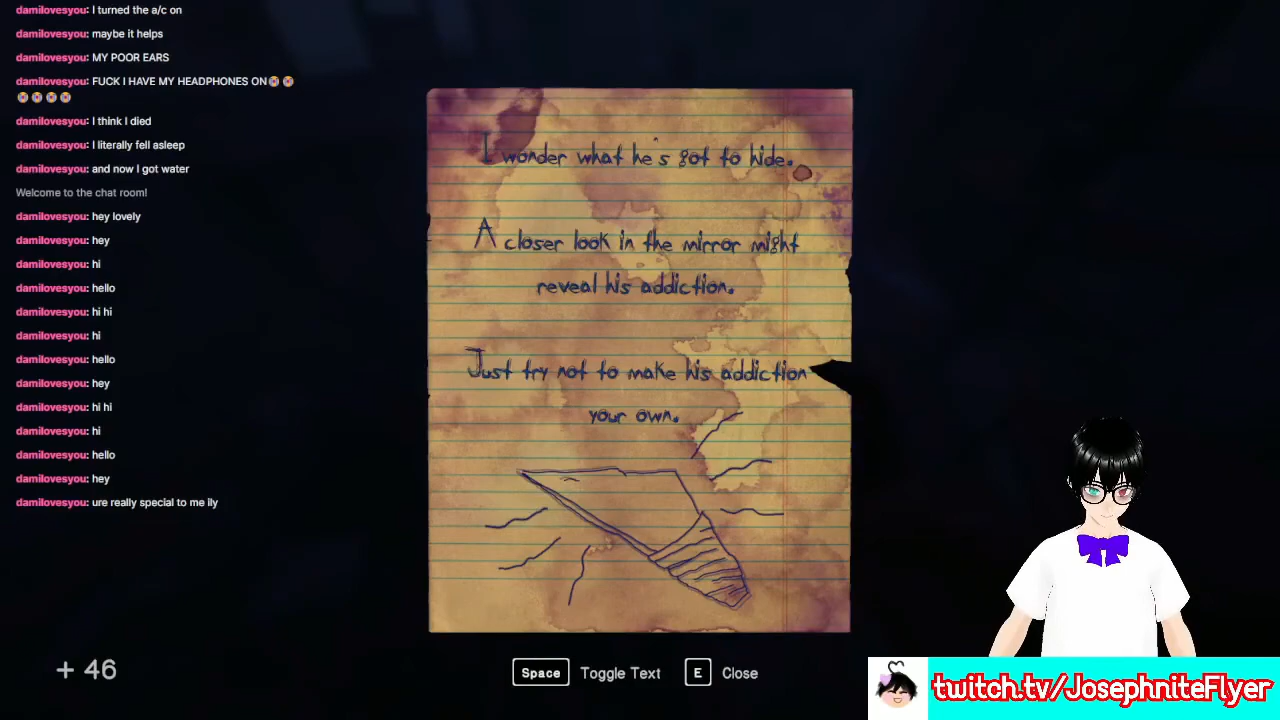 damilovesyou: I turned the a/c on
damilovesyou: maybe it helps
damilovesyou: MY POOR EARS
damilovesyou: FUCK I HAVE MY HEADPHONES ON😭😭
😭😭😭😭
damilovesyou: I think I died
damilovesyou: I literally fell asleep
damilovesyou: and now I got water
Welcome to the chat room!
damilovesyou: hey lovely
damilovesyou: hey
damilovesyou: hi
damilovesyou: hello
damilovesyou: hi hi
damilovesyou: hi
damilovesyou: hello
damilovesyou: hey
damilovesyou: hi hi
damilovesyou: hi
damilovesyou: hello
damilovesyou: hey
damilovesyou: ure really special to me ily
I wonder what he's got to hide.
A closer look in the mirror might
reveal his addiction.
Just try not to make his addiction
your own.
+ 46
Space Toggle Text E Close
twitch.tv/JosephniteFlyer